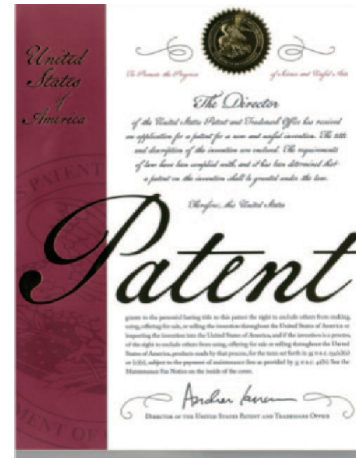 United
States
of
America
To Promote the Progress
of Science and Useful Arts
The Director
of the United States Patent and Trademark Office has received
an application for a patent for a new and useful invention. The title
and description of the invention are enclosed. The requirements
of law have been complied with, and it has been determined that
a patent on the invention shall be granted under the law.
Therefore, this United States
Patent
grants to the person(s) having title to this patent the right to exclude others from making,
using, offering for sale, or selling the invention throughout the United States of America or
importing the invention into the United States of America, and if the invention is a process,
of the right to exclude others from using, offering for sale or selling throughout the United
States of America, products made by that process, for the term set forth in 35 U.S.C. 154(a)(2)
or (c)(1), subject to the payment of maintenance fees as provided by 35 U.S.C. 41(b). See the
Maintenance Fee Notice on the inside of the cover.
Director of the United States Patent and Trademark Office